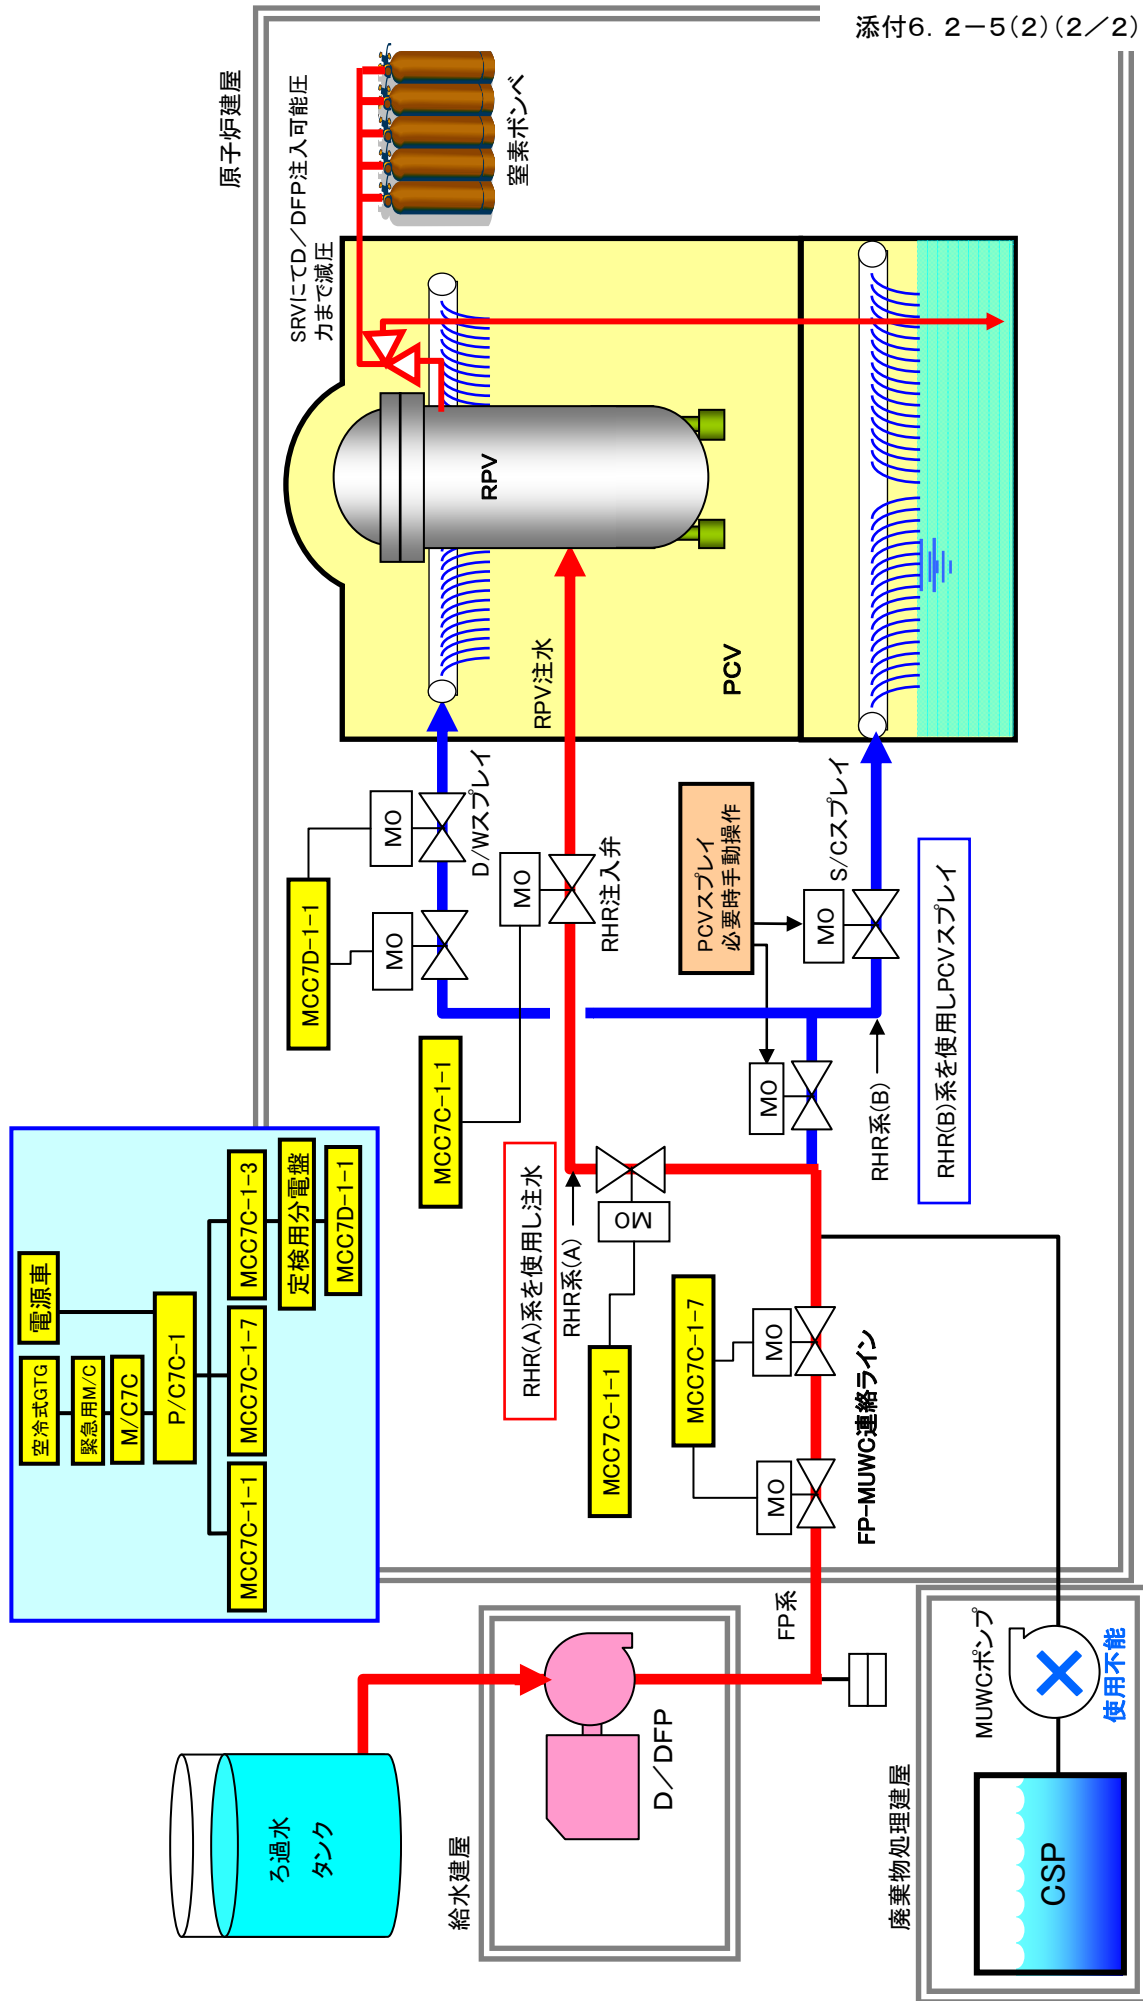 添付6．2－5(2)(2／2)
原子炉建屋
SRVにてD／DFP注入可能圧
力まで減圧
窒素ボンベ
RPV
PCV
RPV注水
D/Wスプレイ
MO
MO
MCC7D-1-1
MO
RHR注入弁
MCC7C-1-1
PCVスプレイ
必要時手動操作
MO
S/Cスプレイ
MO
RHR系(B)
RHR(B)系を使用しPCVスプレイ
RHR(A)系を使用し注水
RHR系(A)
MO
MCC7C-1-1
MCC7C-1-7
MO
MO
FP-MUWC連絡ライン
電源車
空冷式GTG
緊急用M/C
M/C7C
P/C7C-1
MCC7C-1-3
MCC7C-1-7
MCC7C-1-1
定検用分電盤
MCC7D-1-1
FP系
ろ過水
タンク
給水建屋
D／DFP
廃棄物処理建屋
MUWCポンプ
使用不能
CSP